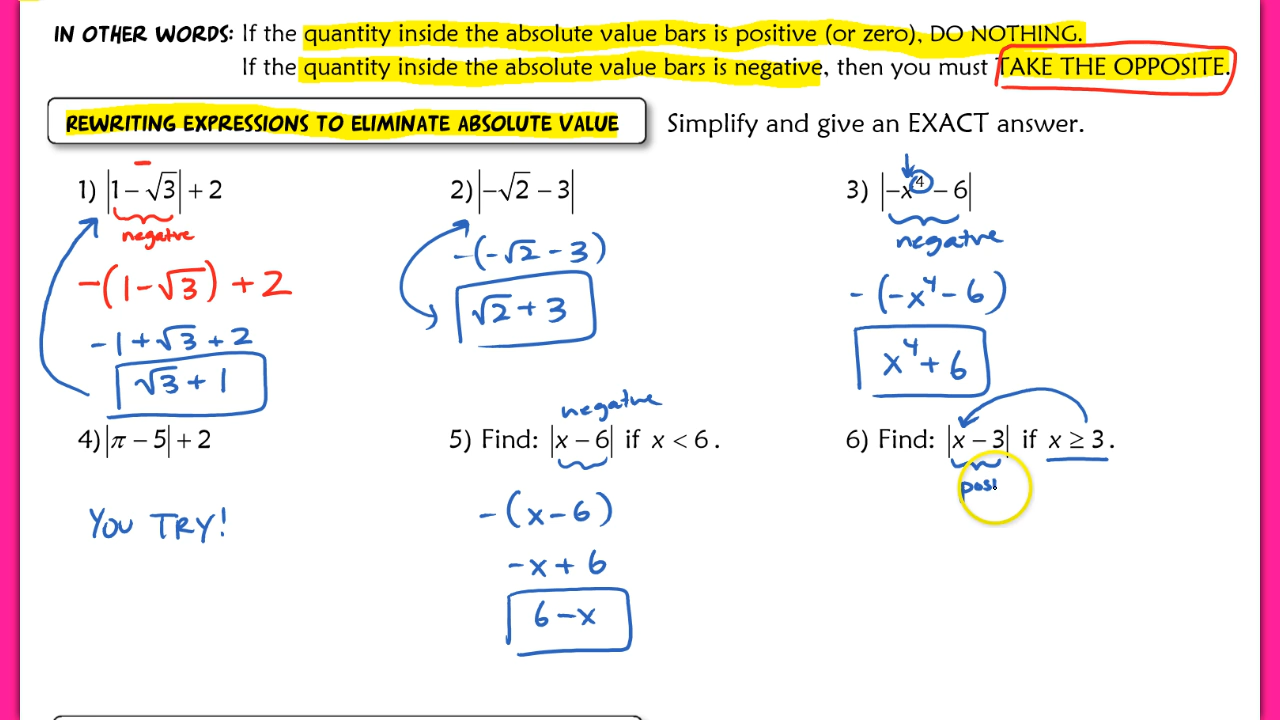 IN OTHER WORDS: If the quantity inside the absolute value bars is positive (or zero), DO NOTHING.
If the quantity inside the absolute value bars is negative, then you must TAKE THE OPPOSITE.
REWRITING EXPRESSIONS TO ELIMINATE ABSOLUTE VALUE
Simplify and give an EXACT answer.
1) |1 − √3| + 2
−
negative
−(1−√3) + 2
−1 + √3 + 2
√3 + 1
2) |−√2 − 3|
−(−√2 − 3)
√2 + 3
3) |−x⁴ − 6|
negative
−(−x⁴ − 6)
x⁴ + 6
4) |π − 5| + 2
YOU TRY!
negative
5) Find: |x − 6| if x < 6.
−(x − 6)
−x + 6
6 − x
6) Find: |x − 3| if x ≥ 3.
posi